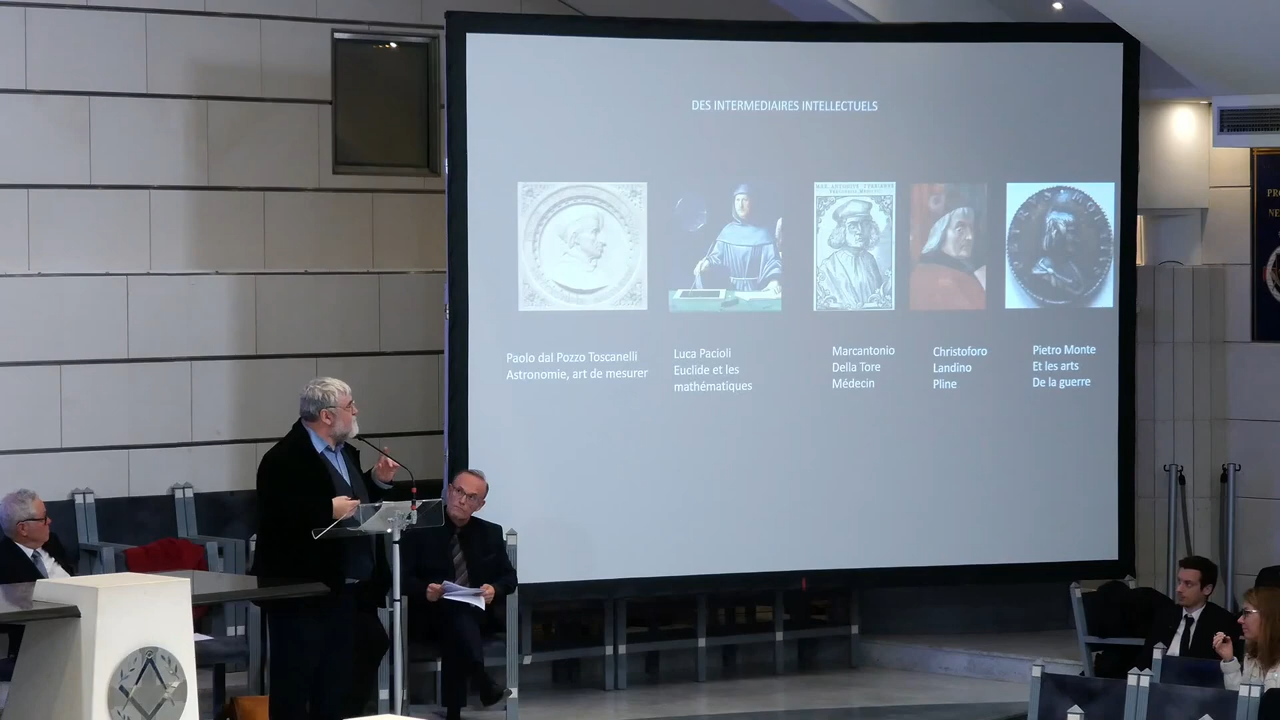 DES INTERMEDIAIRES INTELLECTUELS
Paolo dal Pozzo Toscanelli
Astronomie, art de mesurer
Luca Pacioli
Euclide et les
mathématiques
Marcantonio
Della Tore
Médecin
Christoforo
Landino
Pline
Pietro Monte
Et les arts
De la guerre